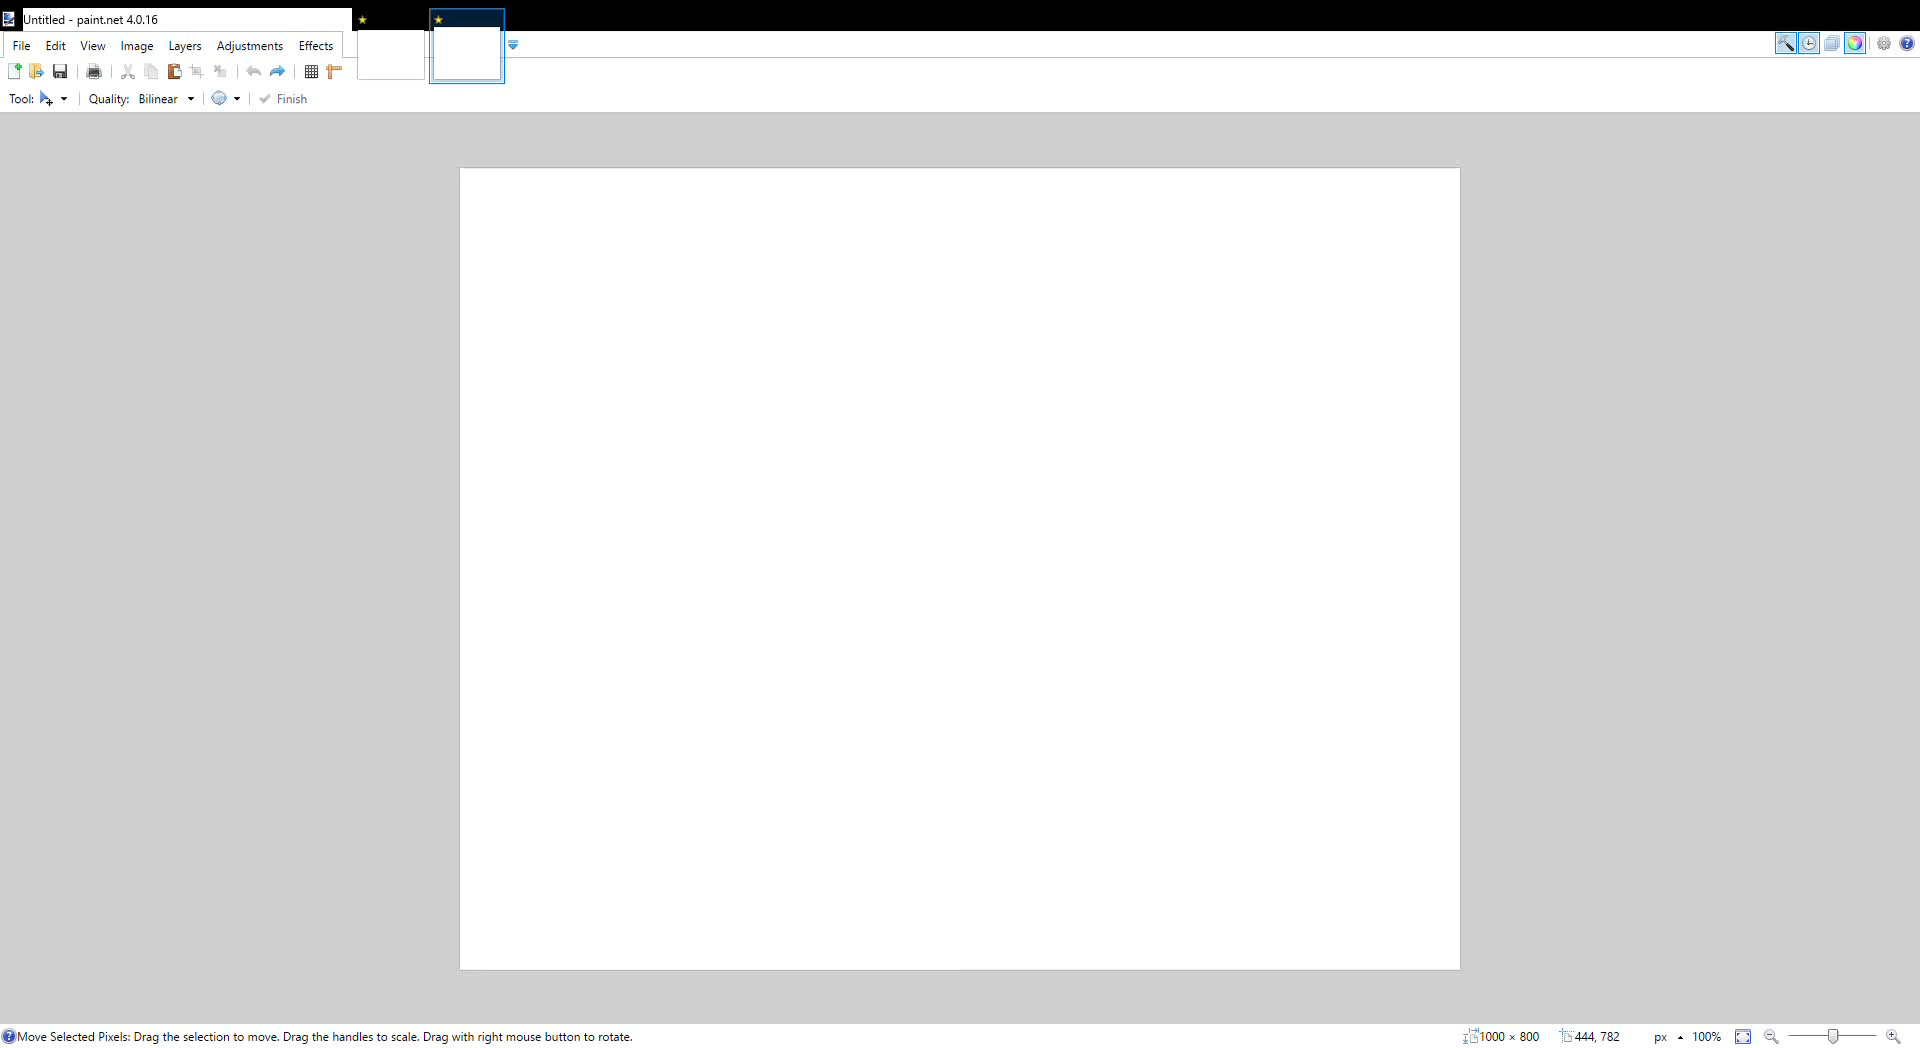 Untitled - paint.net 4.0.16
File Edit View Image Layers Adjustments Effects
Tool: Quality: Bilinear Finish
Move Selected Pixels: Drag the selection to move. Drag the handles to scale. Drag with right mouse button to rotate. 1000 × 800 444, 782 px 100%